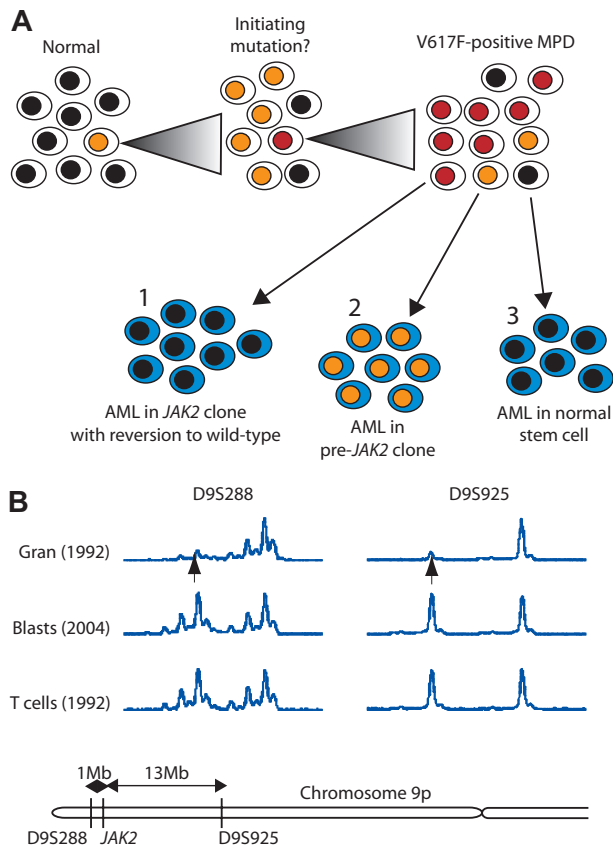 A
Normal
Initiating
mutation?
V617F-positive MPD
1
2
3
AML in JAK2 clone
with reversion to wild-type
AML in
pre-JAK2 clone
AML in normal
stem cell
B
D9S288
D9S925
Gran (1992)
Blasts (2004)
T cells (1992)
1Mb
13Mb
Chromosome 9p
D9S288
JAK2
D9S925